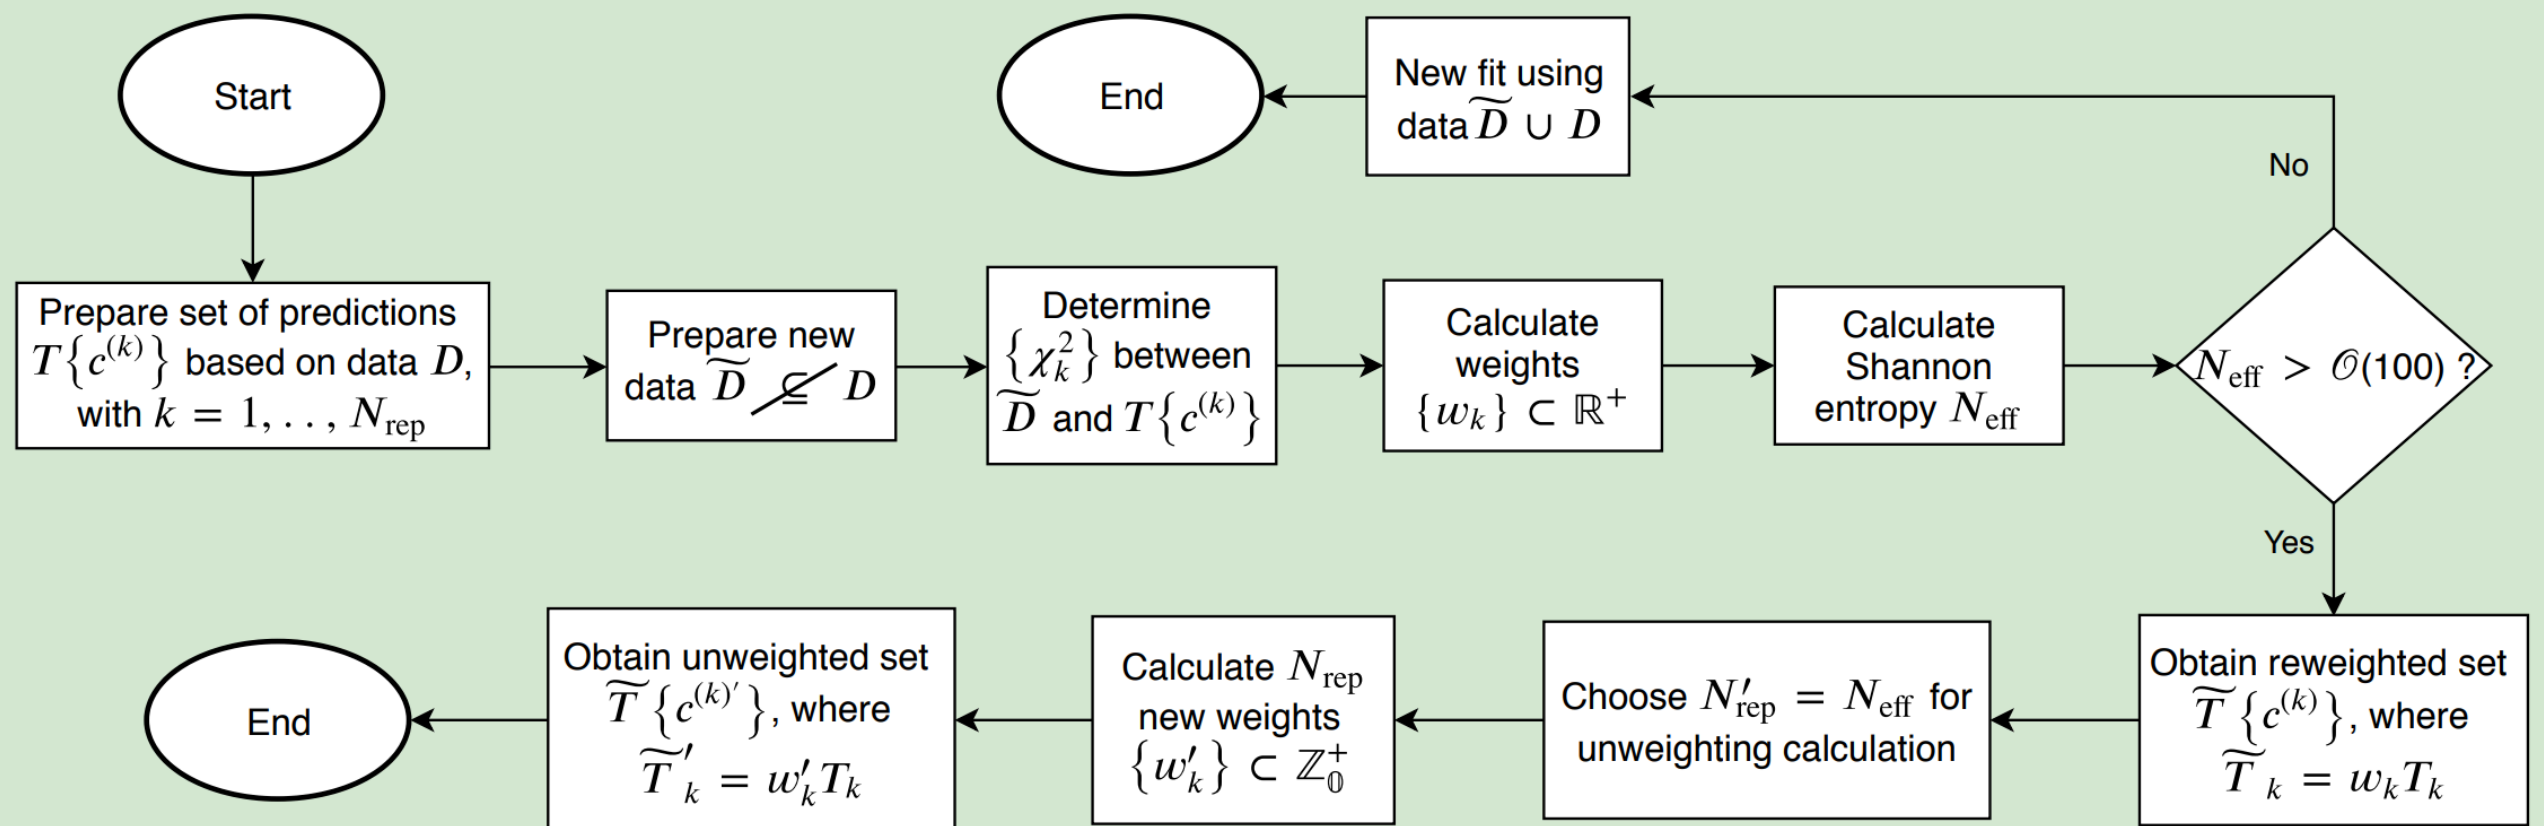 Start
End
New fit using
data D̃ ∪ D
No
Prepare set of predictions
T{c⁽ᵏ⁾} based on data D,
with k = 1, . . , N_rep
Prepare new
data D̃ ⊈ D
Determine
{χ²_k} between
D̃ and T{c⁽ᵏ⁾}
Calculate
weights
{w_k} ⊂ ℝ⁺
Calculate
Shannon
entropy N_eff
N_eff > 𝒪(100) ?
Yes
Obtain reweighted set
T̃{c⁽ᵏ⁾}, where
T̃_k = w_k T_k
Choose N′_rep = N_eff for
unweighting calculation
Calculate N_rep
new weights
{w′_k} ⊂ ℤ⁺₀
Obtain unweighted set
T̃{c⁽ᵏ⁾′}, where
T̃′_k = w′_k T_k
End